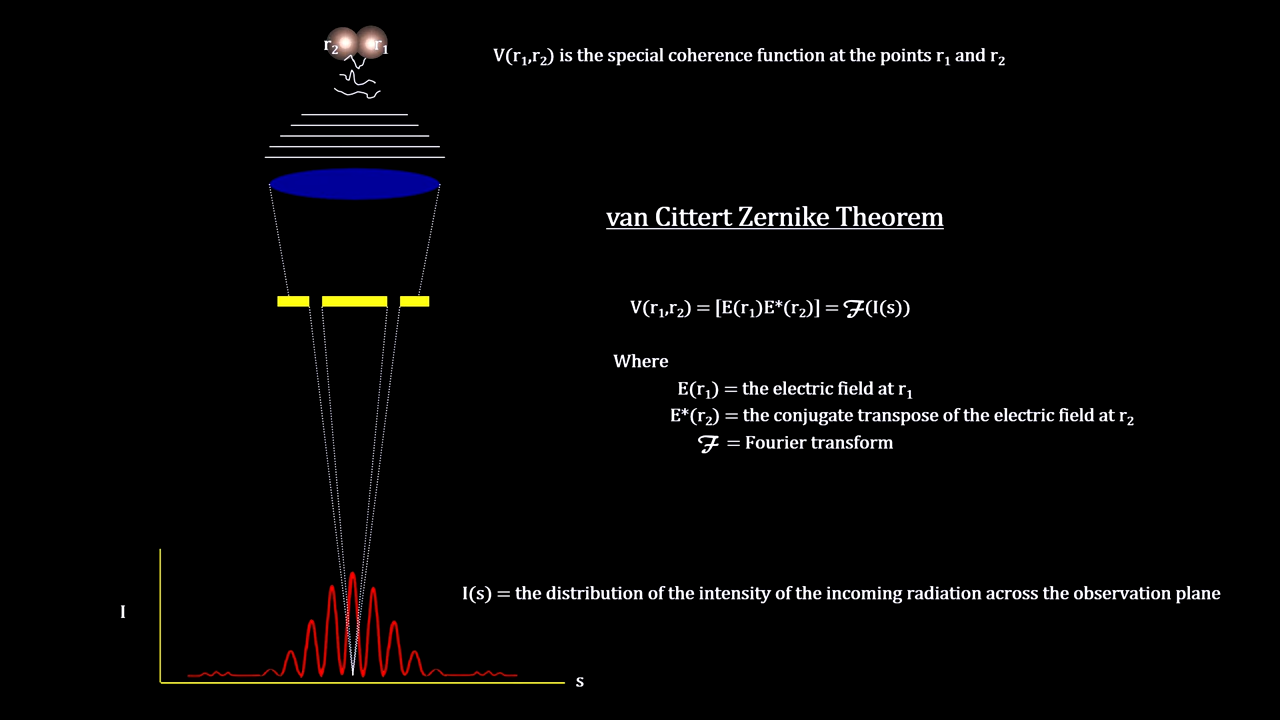 r₂ r₁
V(r₁,r₂) is the special coherence function at the points r₁ and r₂
van Cittert Zernike Theorem
V(r₁,r₂) = [E(r₁)E*(r₂)] = ℱ(I(s))
Where
E(r₁) = the electric field at r₁
E*(r₂) = the conjugate transpose of the electric field at r₂
ℱ = Fourier transform
I(s) = the distribution of the intensity of the incoming radiation across the observation plane
I
s